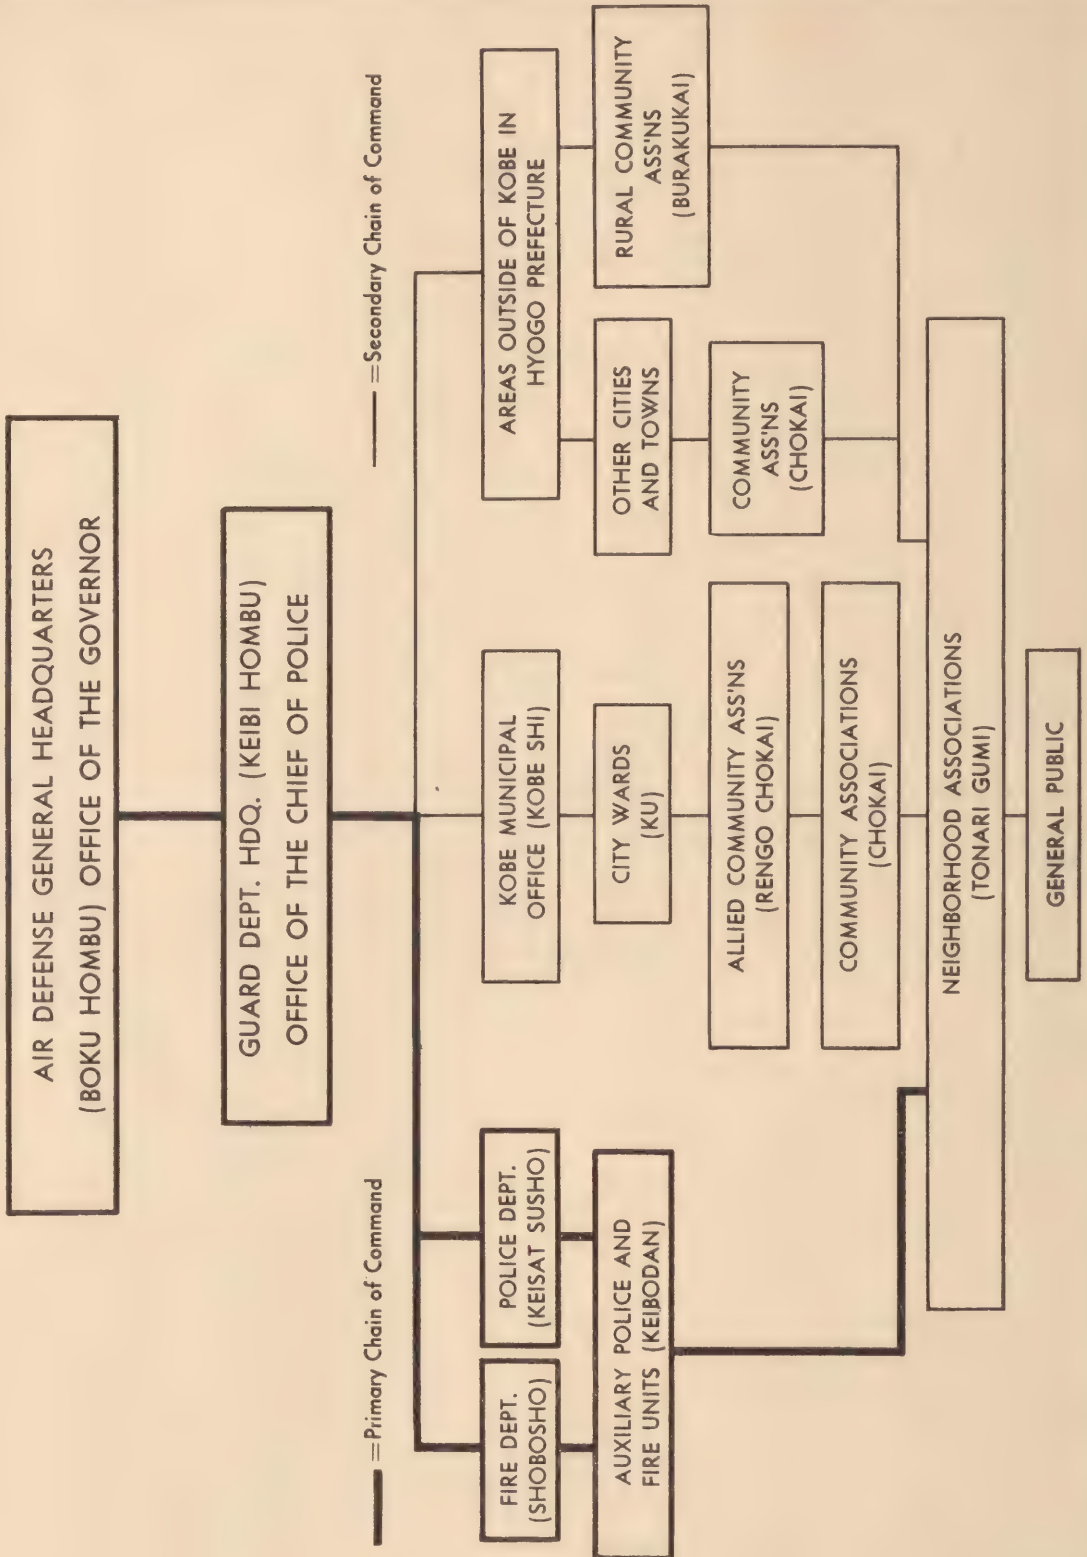 AIR DEFENSE GENERAL HEADQUARTERS
(BOKU HOMBU) OFFICE OF THE GOVERNOR
GUARD DEPT. HDQ. (KEIBI HOMBU)
OFFICE OF THE CHIEF OF POLICE
=Primary Chain of Command
=Secondary Chain of Command
FIRE DEPT.
(SHOBOSHO)
POLICE DEPT.
(KEISAT SUSHO)
KOBE MUNICIPAL
OFFICE (KOBE SHI)
AREAS OUTSIDE OF KOBE IN
HYOGO PREFECTURE
AUXILIARY POLICE AND
FIRE UNITS (KEIBODAN)
CITY WARDS
(KU)
OTHER CITIES
AND TOWNS
RURAL COMMUNITY
ASS'NS
(BURAKUKAI)
ALLIED COMMUNITY ASS'NS
(RENGO CHOKAI)
COMMUNITY
ASS'NS
(CHOKAI)
COMMUNITY ASSOCIATIONS
(CHOKAI)
NEIGHBORHOOD ASSOCIATIONS
(TONARI GUMI)
GENERAL PUBLIC